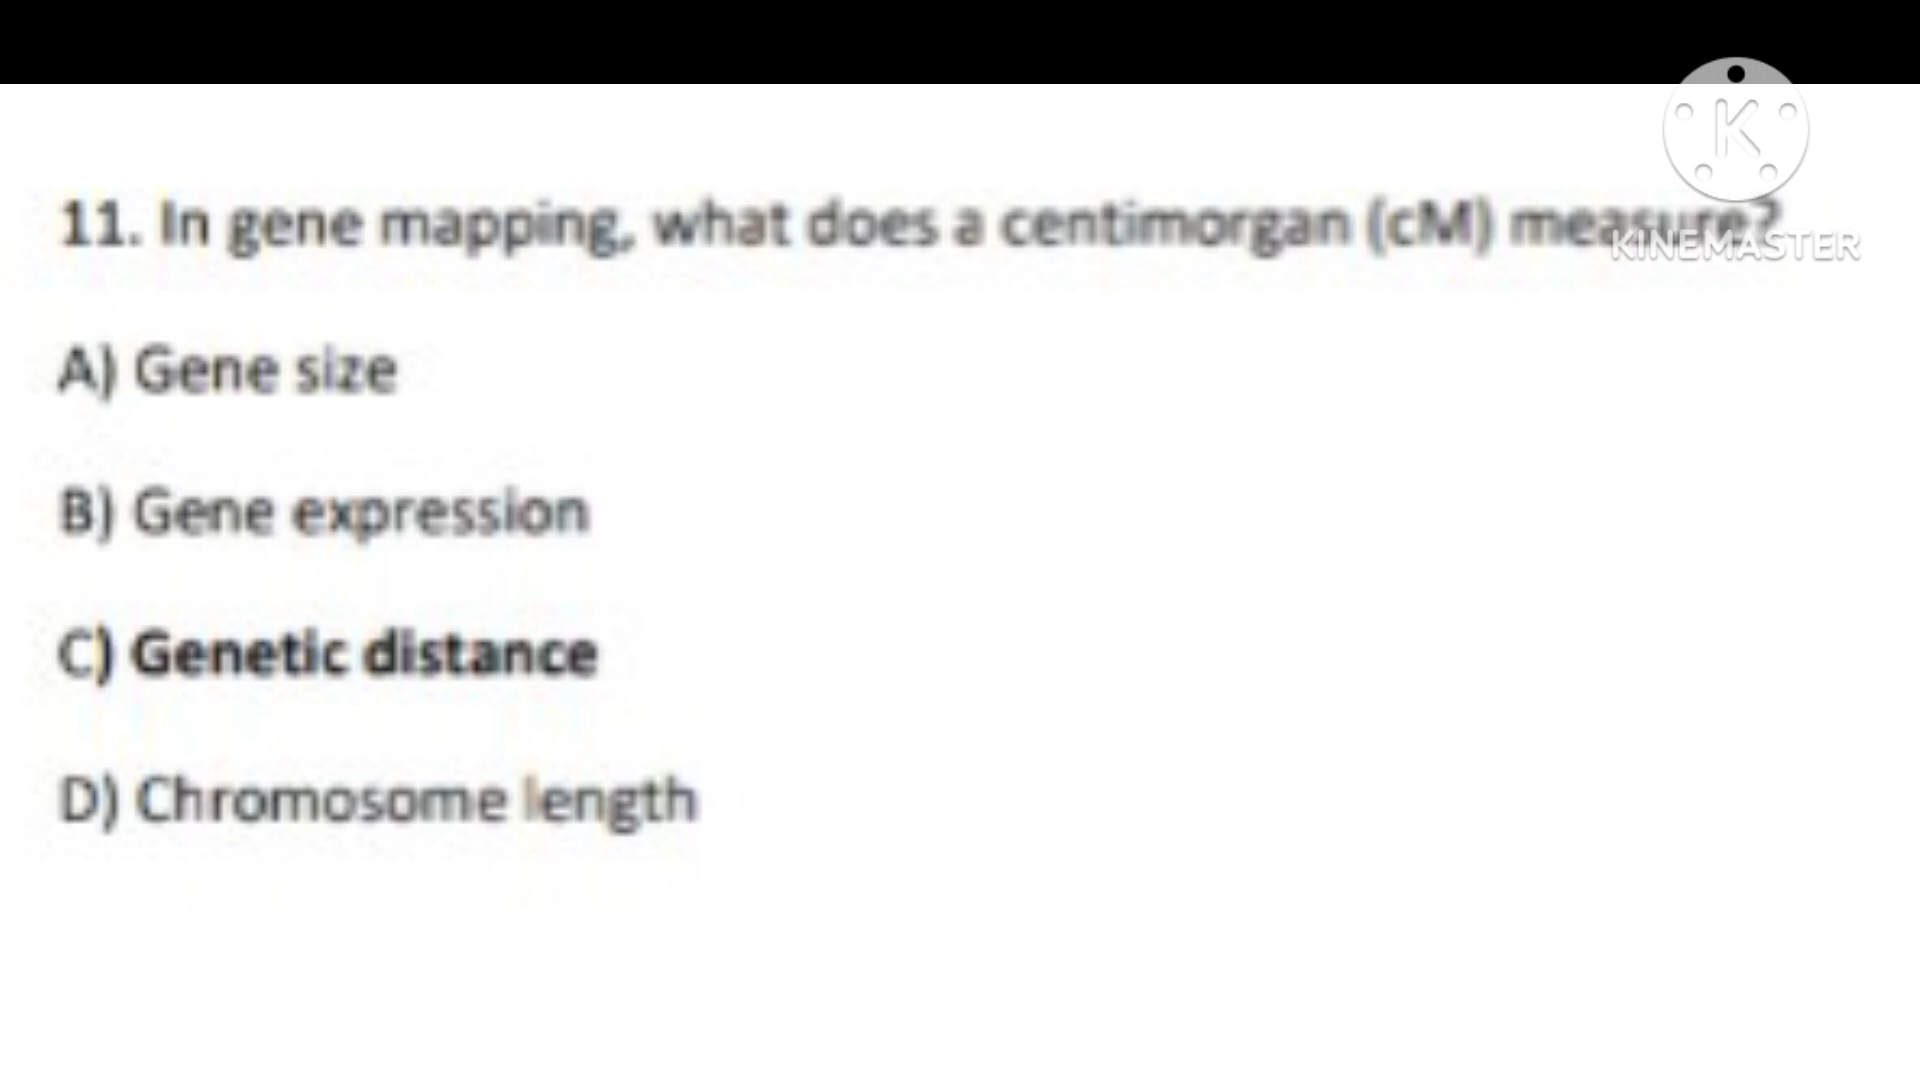 K
11. In gene mapping, what does a centimorgan (cM) measure?
KINEMASTER
A) Gene size
B) Gene expression
C) Genetic distance
D) Chromosome length